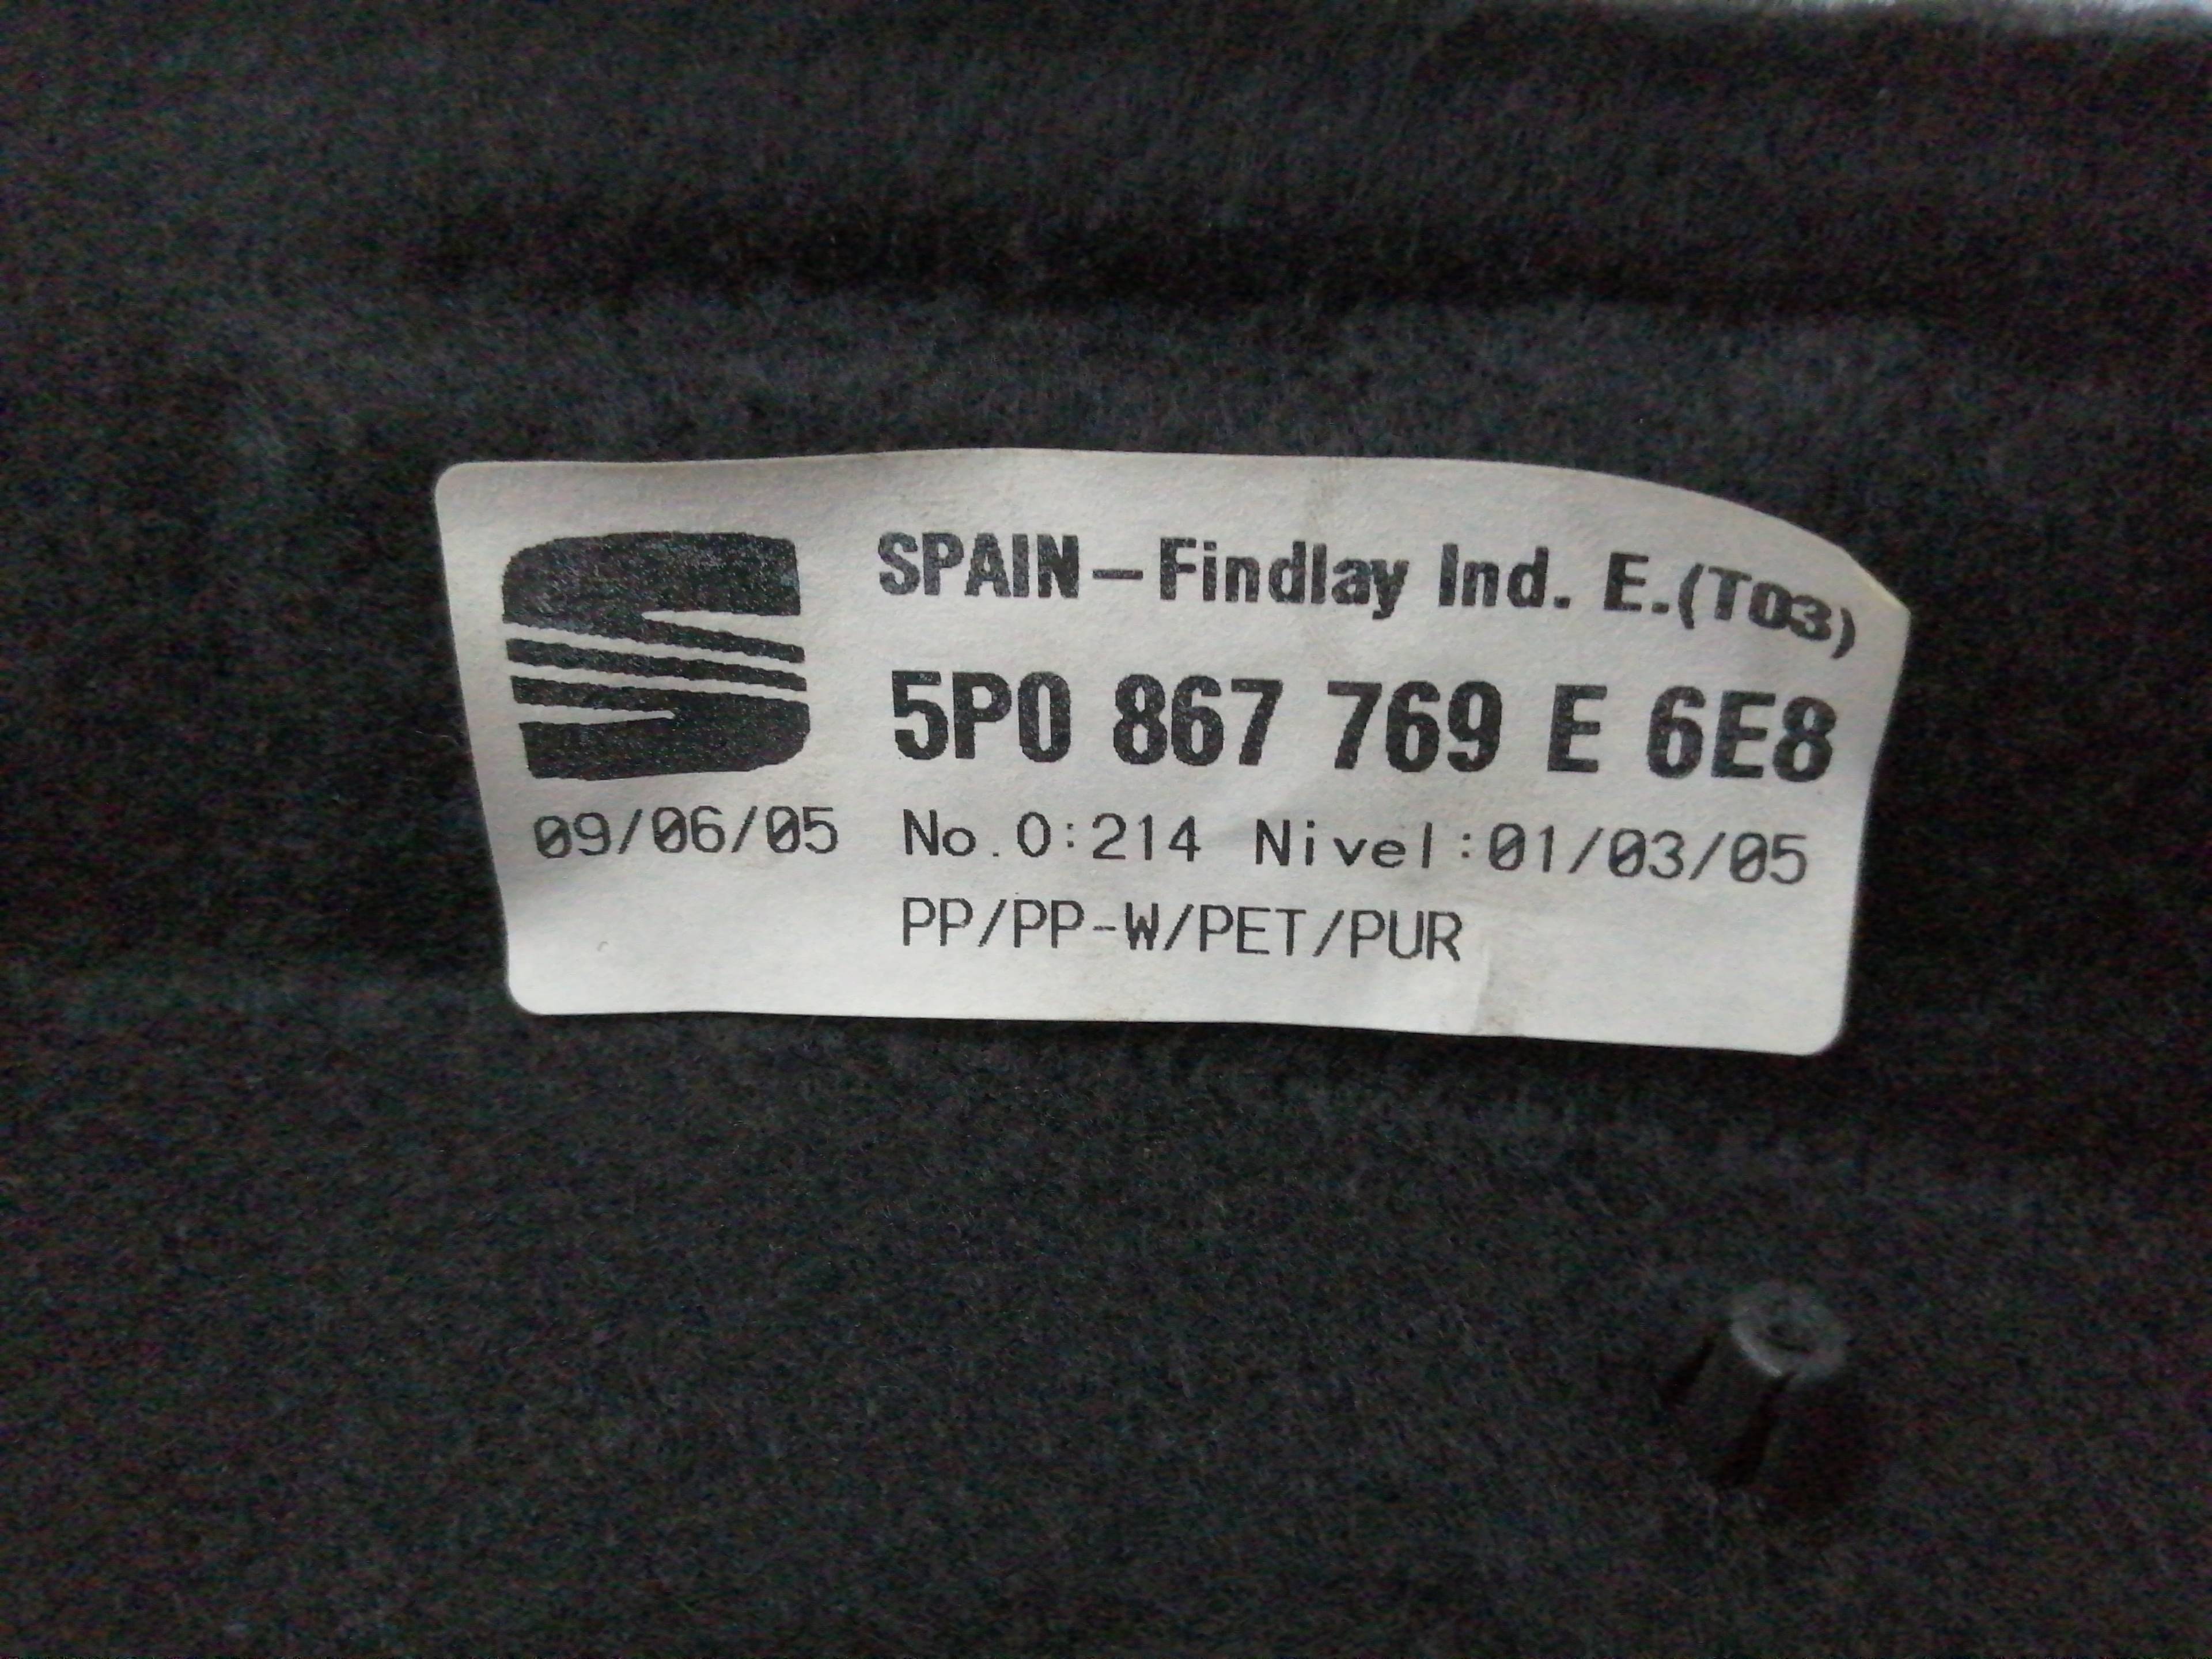 SPAIN – Findlay Ind. E.(T03)
5P0 867 769 E 6E8
09/06/05 No.O:214 Nivel:01/03/05
PP/PP-W/PET/PUR